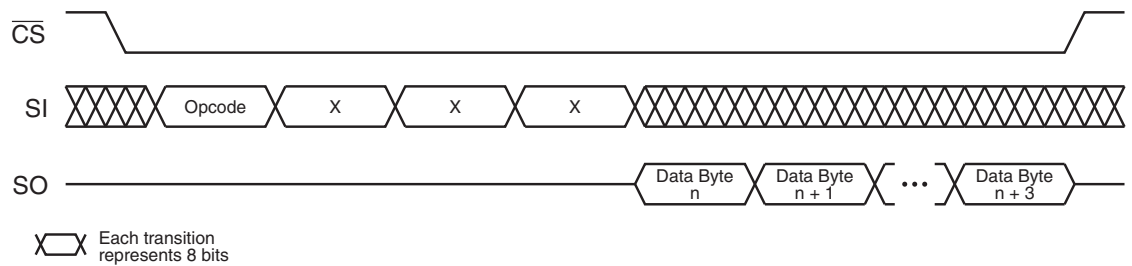 CS
SI
Opcode
X
X
X
SO
Data Byte
n
Data Byte
n + 1
•••
Data Byte
n + 3
Each transition
represents 8 bits